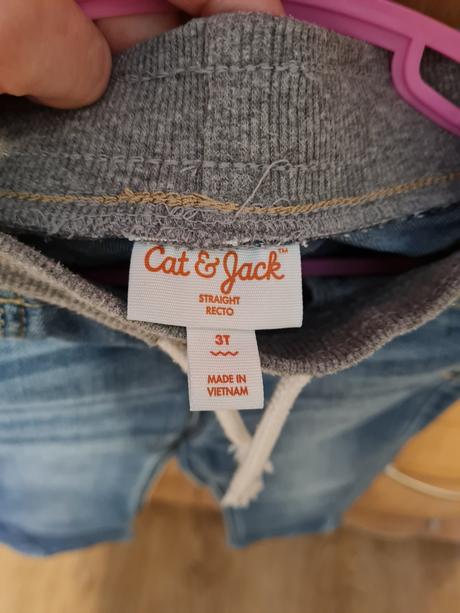 Cat & Jack™
STRAIGHT
RECTO
3T
MADE IN
VIETNAM